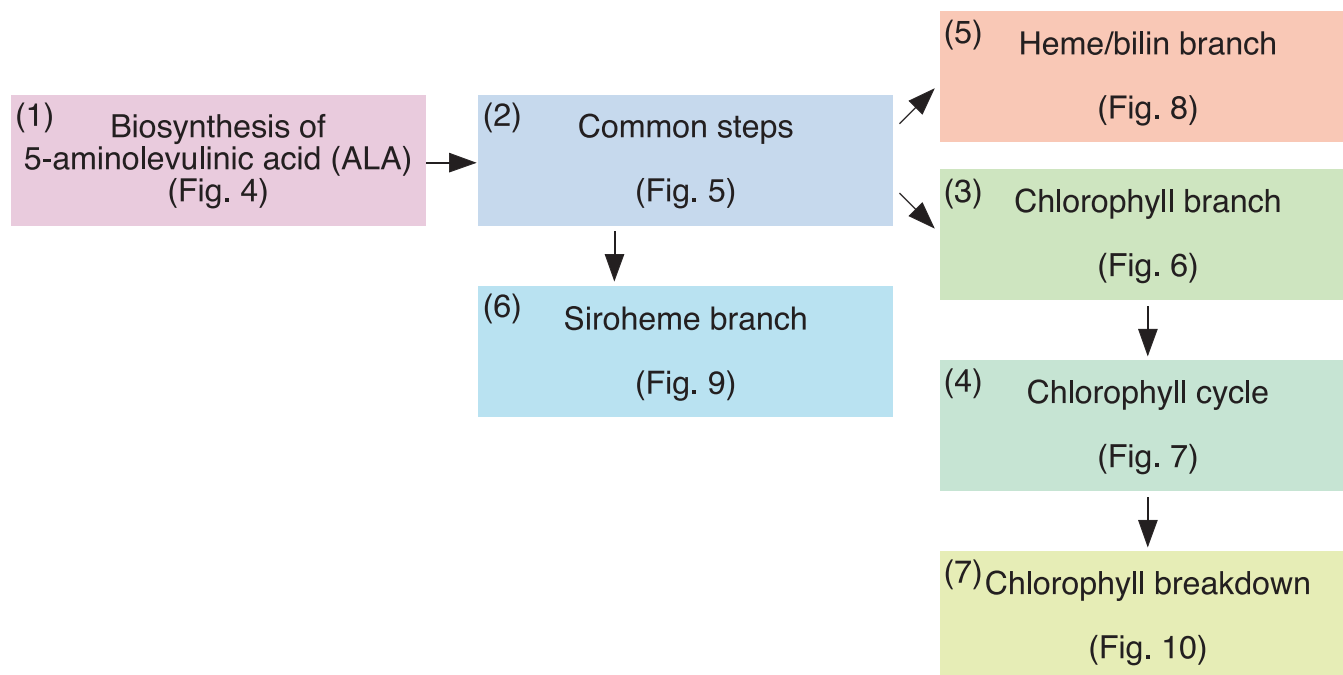 (1)
Biosynthesis of
5-aminolevulinic acid (ALA)
(Fig. 4)
(2)
Common steps
(Fig. 5)
(6)
Siroheme branch
(Fig. 9)
(5)
Heme/bilin branch
(Fig. 8)
(3)
Chlorophyll branch
(Fig. 6)
(4)
Chlorophyll cycle
(Fig. 7)
(7)
Chlorophyll breakdown
(Fig. 10)